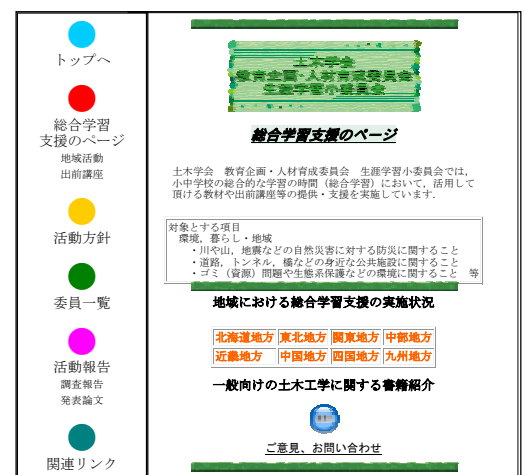 トップへ
総合学習
支援のページ
地域活動
出前講座
活動方針
委員一覧
活動報告
調査報告
発表論文
関連リンク
土木学会
教育企画・人材育成委員会
生涯学習小委員会
総合学習支援のページ
土木学会　教育企画・人材育成委員会　生涯学習小委員会では，
小中学校の総合的な学習の時間（総合学習）において，活用して
頂ける教材や出前講座等の提供・支援を実施しています．
対象とする項目
環境，暮らし・地域
・川や山，地震などの自然災害に対する防災に関すること
・道路，トンネル，橋などの身近な公共施設に関すること
・ゴミ（資源）問題や生態系保護などの環境に関すること　等
地域における総合学習支援の実施状況
北海道地方 東北地方 関東地方 中部地方
近畿地方 中国地方 四国地方 九州地方
一般向けの土木工学に関する書籍紹介
ご意見、お問い合わせ